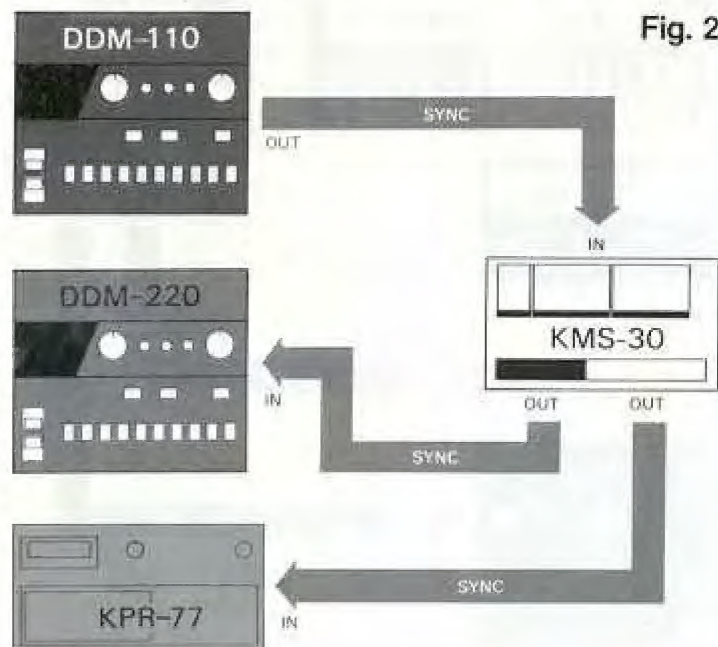 Fig. 2
DDM-110
SYNC
OUT
IN
DDM-220
KMS-30
IN
OUT OUT
SYNC
KPR-77
SYNC
IN